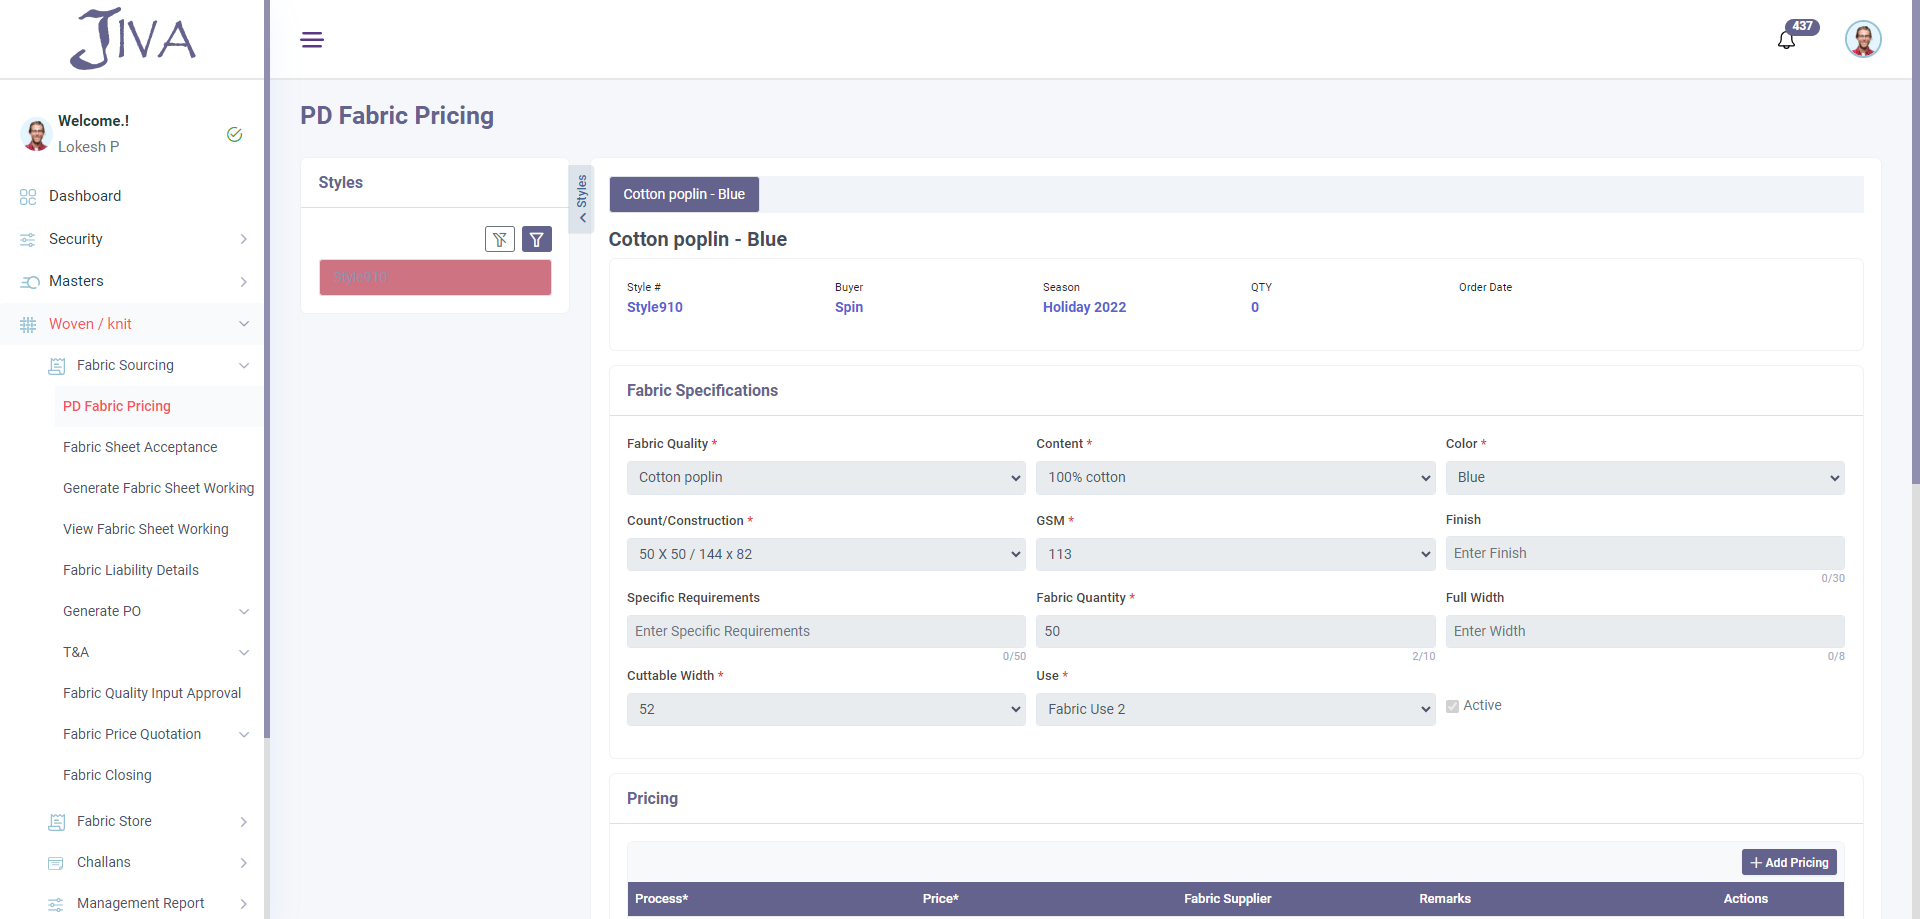 JIVA
437
Welcome.!
Lokesh P
Dashboard
Security
Masters
Woven / knit
Fabric Sourcing
PD Fabric Pricing
Fabric Sheet Acceptance
Generate Fabric Sheet Working
View Fabric Sheet Working
Fabric Liability Details
Generate PO
T&A
Fabric Quality Input Approval
Fabric Price Quotation
Fabric Closing
Fabric Store
Challans
Management Report
PD Fabric Pricing
Styles
Style910
Styles
Cotton poplin - Blue
Cotton poplin - Blue
Style # Buyer Season QTY Order Date
Style910 Spin Holiday 2022 0
Fabric Specifications
Fabric Quality * Content * Color *
Cotton poplin 100% cotton Blue
Count/Construction * GSM * Finish
50 X 50 / 144 x 82 113 Enter Finish
0/30
Specific Requirements Fabric Quantity * Full Width
Enter Specific Requirements 50 Enter Width
0/50 2/10 0/8
Cuttable Width * Use *
52 Fabric Use 2 Active
Pricing
Add Pricing
Process* Price* Fabric Supplier Remarks Actions